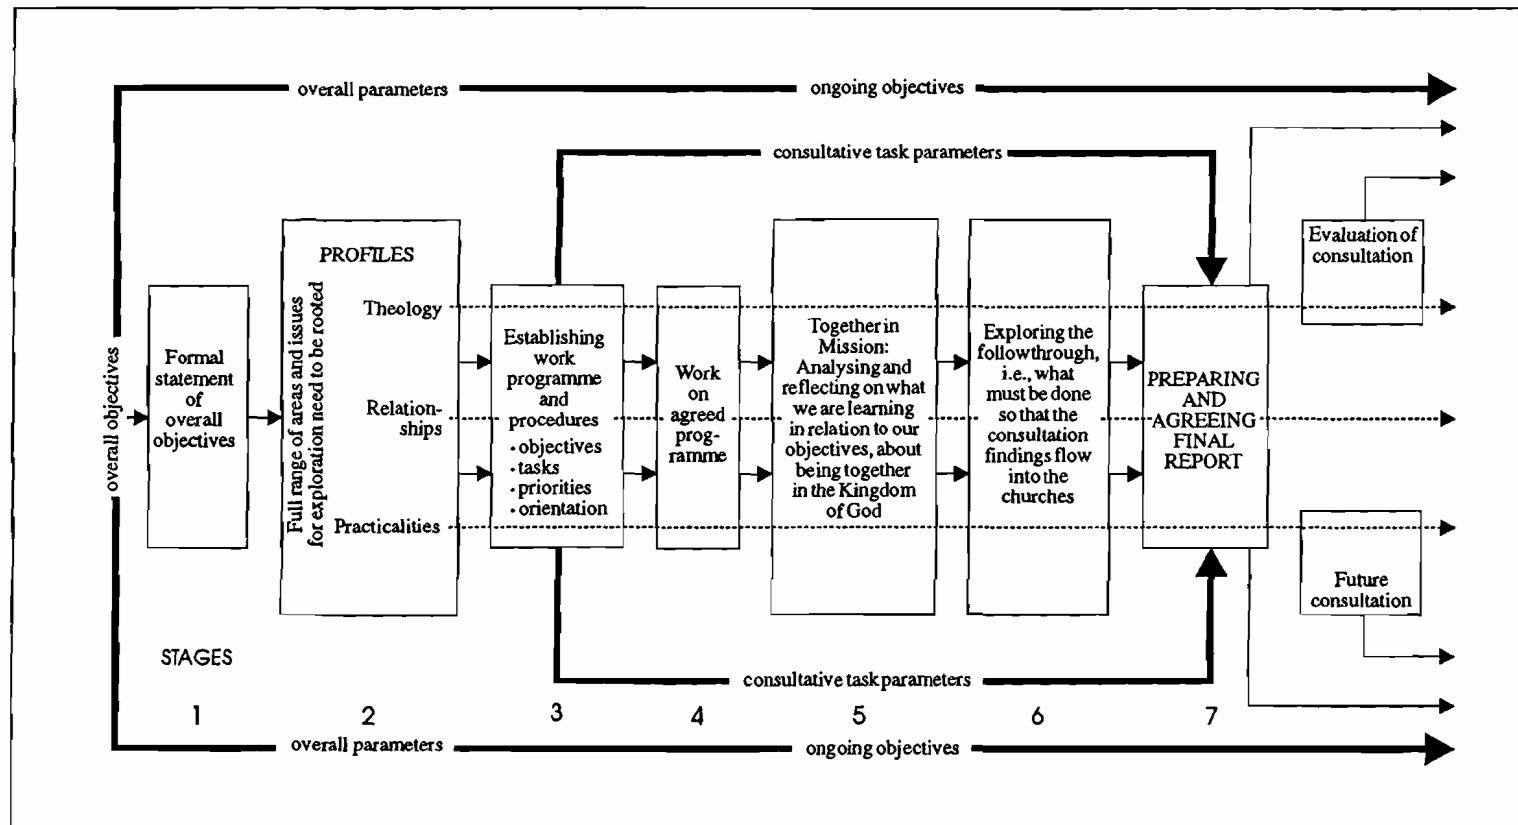 overall parameters
ongoing objectives
consultative task parameters
overall objectives
Formal
statement
of
overall
objectives
PROFILES
Full range of areas and issues
for exploration need to be rooted
Theology
Relation-
ships
Practicalities
Establishing
work
programme
and
procedures
• objectives
• tasks
• priorities
• orientation
Work
on
agreed
prog-
ramme
Together in
Mission:
Analysing and
reflecting on what
we are learning
in relation to our
objectives, about
being together
in the Kingdom
of God
Exploring the
followthrough,
i.e., what
must be done
so that the
consultation
findings flow
into the
churches
PREPARING
AND
AGREEING
FINAL
REPORT
Evaluation of
consultation
Future
consultation
STAGES
consultative task parameters
1 2 3 4 5 6 7
overall parameters
ongoing objectives